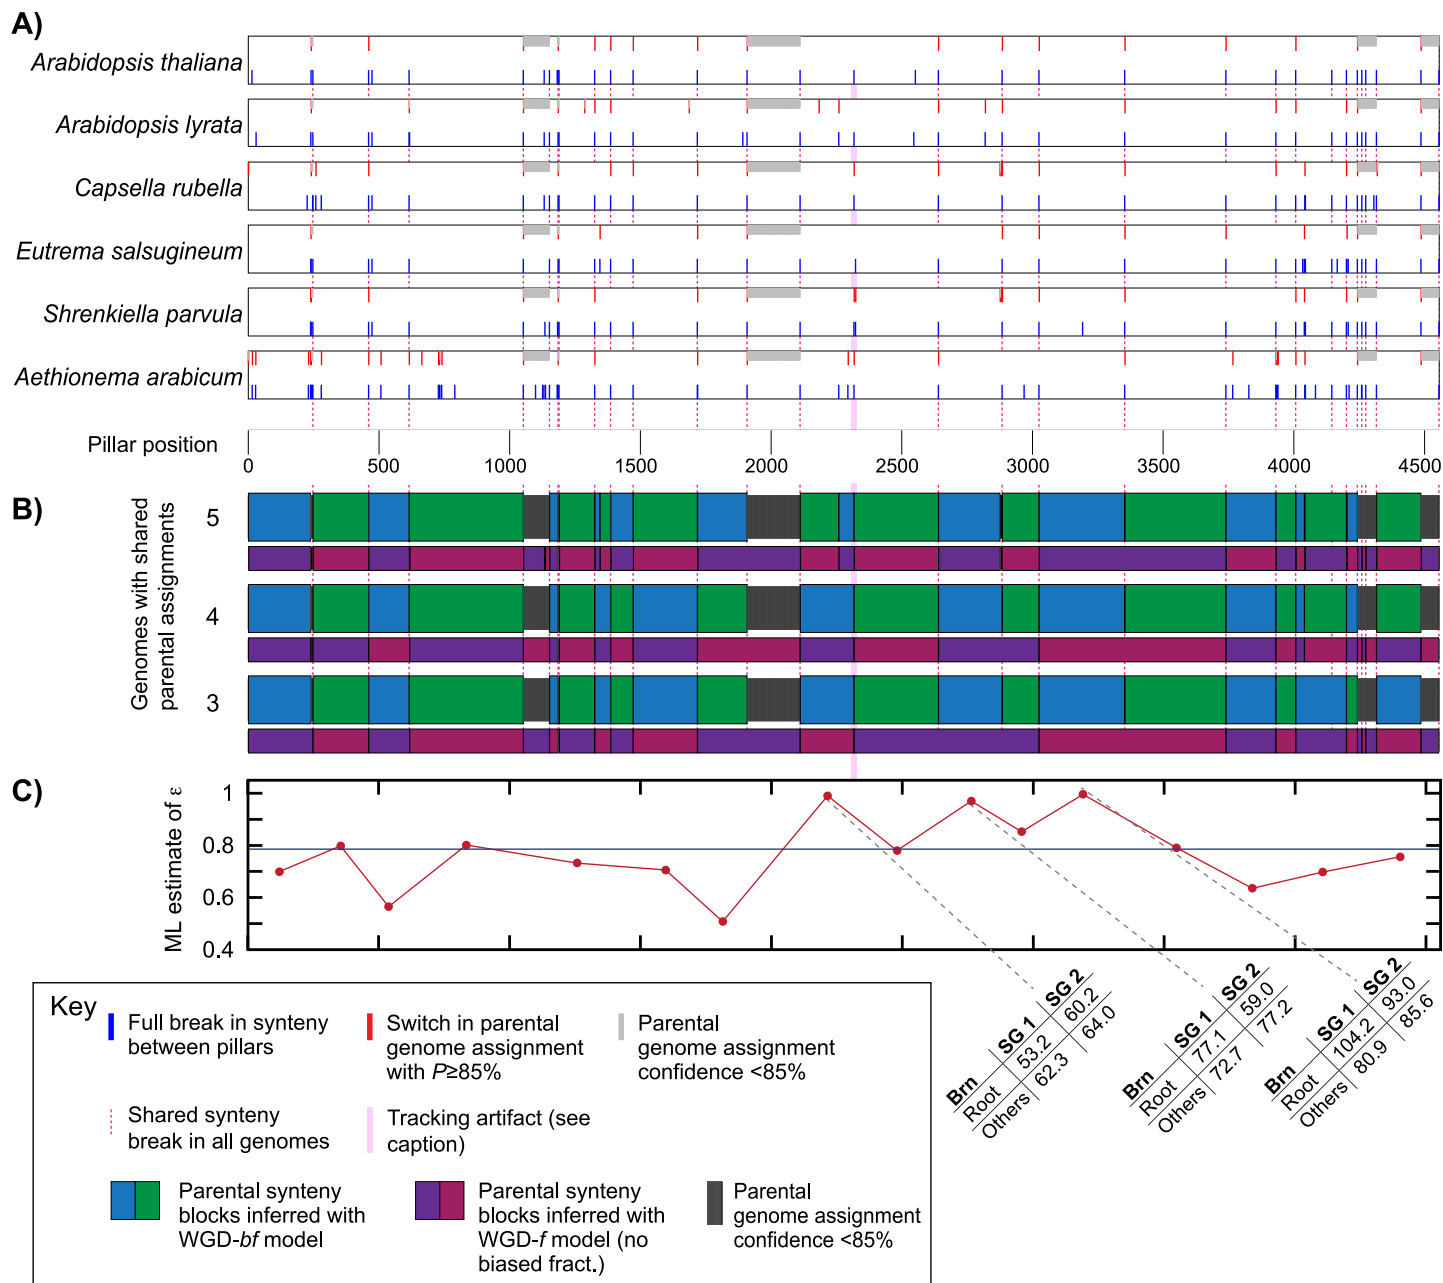 A)
Arabidopsis thaliana
Arabidopsis lyrata
Capsella rubella
Eutrema salsugineum
Shrenkiella parvula
Aethionema arabicum
Pillar position
0 500 1000 1500 2000 2500 3000 3500 4000 4500
B)
Genomes with shared
parental assignments
5
4
3
C)
ML estimate of ε
1
0.8
0.6
0.4
Brn SG 1 SG 2
Root 53.2 60.2
Others 62.3 64.0
Brn SG 1 SG 2
Root 77.1 59.0
Others 72.7 77.2
Brn SG 1 SG 2
Root 104.2 93.0
Others 80.9 85.6
Key
Full break in synteny
between pillars
Switch in parental
genome assignment
with P≥85%
Parental
genome assignment
confidence <85%
Shared synteny
break in all genomes
Tracking artifact (see
caption)
Parental synteny
blocks inferred with
WGD-bf model
Parental synteny
blocks inferred with
WGD-f model (no
biased fract.)
Parental
genome assignment
confidence <85%